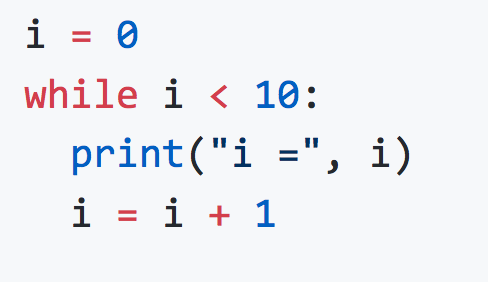 i = 0
while i < 10:
  print("i =", i)
  i = i + 1